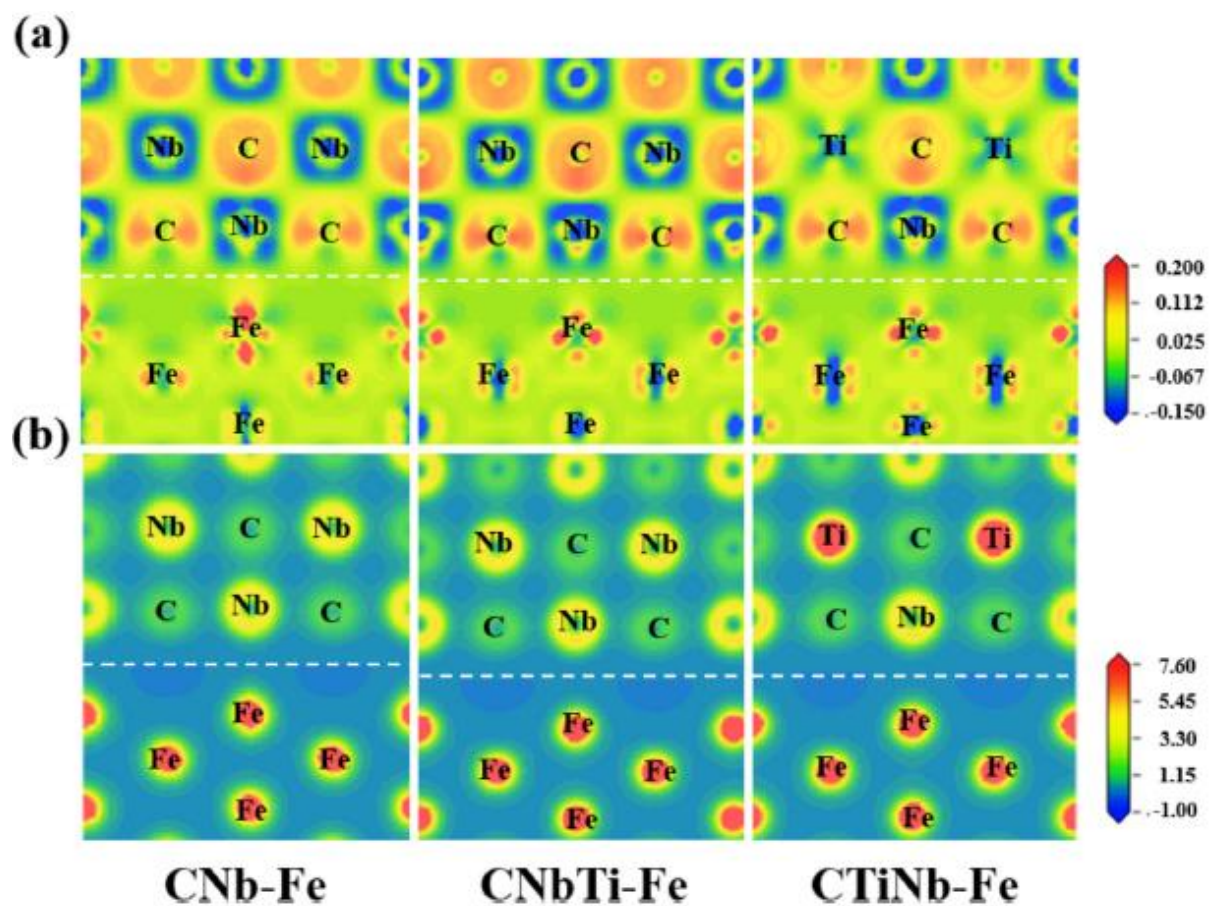 (a)
Nb C Nb Nb C Nb Ti C Ti
C Nb C C Nb C C Nb C
Fe Fe Fe
Fe Fe Fe Fe Fe Fe
Fe Fe Fe
0.200
0.112
0.025
-0.067
-0.150
(b)
Nb C Nb Nb C Nb Ti C Ti
C Nb C C Nb C C Nb C
Fe Fe Fe
Fe Fe Fe Fe Fe Fe
Fe Fe Fe
7.60
5.45
3.30
1.15
-1.00
CNb-Fe CNbTi-Fe CTiNb-Fe